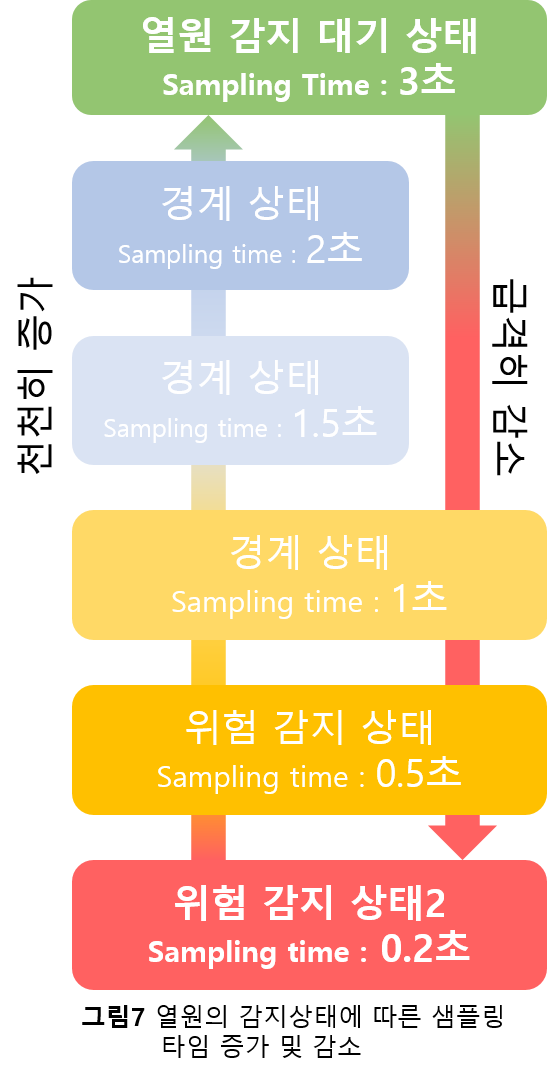 열원 감지 대기 상태
Sampling Time : 3초
경계 상태
Sampling time : 2초
천천히 증가
급격히 감소
경계 상태
Sampling time : 1.5초
경계 상태
Sampling time : 1초
위험 감지 상태
Sampling time : 0.5초
위험 감지 상태2
Sampling time : 0.2초
그림7 열원의 감지상태에 따른 샘플링
타임 증가 및 감소